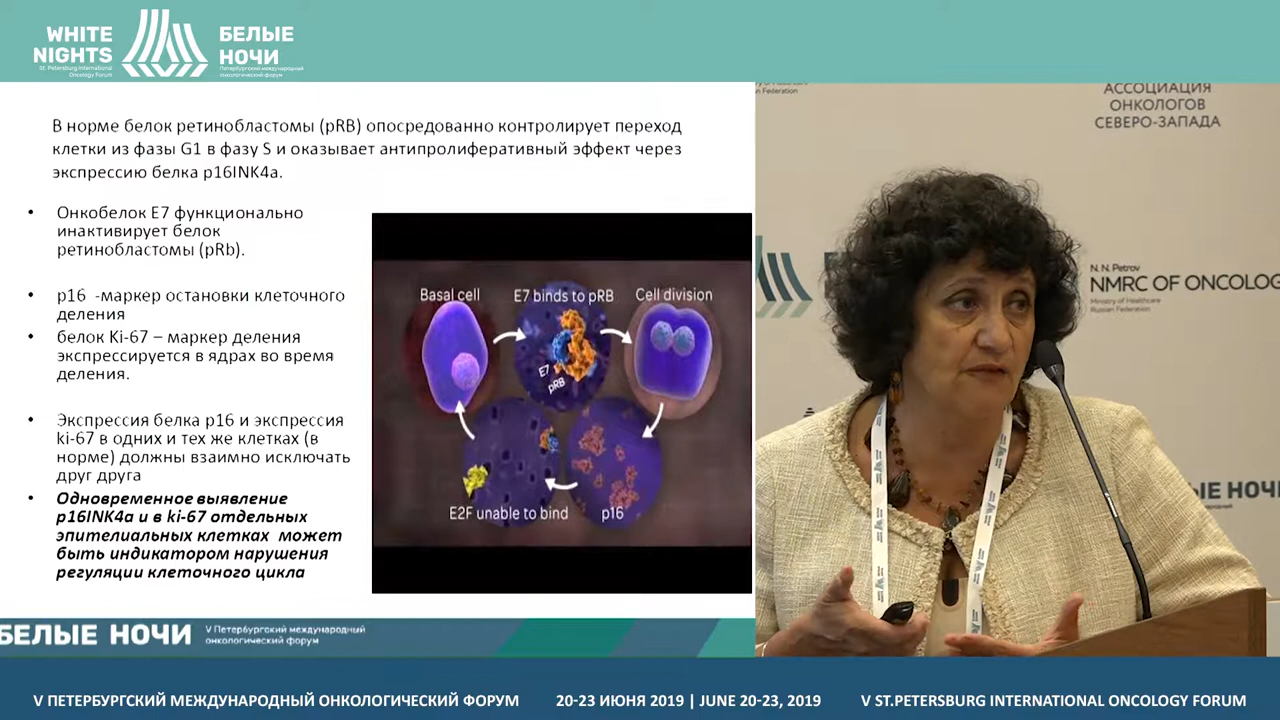 WHITE
NIGHTS
St. Petersburg International
Oncology Forum
БЕЛЫЕ
НОЧИ
Петербургский международный
онкологический форум
В норме белок ретинобластомы (pRB) опосредованно контролирует переход
клетки из фазы G1 в фазу S и оказывает антипролиферативный эффект через
экспрессию белка p16INK4a.
• Онкобелок E7 функционально
инактивирует белок
ретинобластомы (pRb).
• p16 -маркер остановки клеточного
деления
• белок Ki-67 – маркер деления
экспрессируется в ядрах во время
деления.
• Экспрессия белка p16 и экспрессия
ki-67 в одних и тех же клетках (в
норме) должны взаимно исключать
друг друга
• Одновременное выявление
p16INK4a и в ki-67 отдельных
эпителиальных клетках может
быть индикатором нарушения
регуляции клеточного цикла
Basal cell
E7 binds to pRB
Cell division
E7
pRB
E2F unable to bind
p16
n Federation
АССОЦИАЦИЯ
ОНКОЛОГОВ
СЕВЕРО-ЗАПАДА
N. N. Petrov
NMRC OF ONCOLOG
Ministry of Healthcare
Russian Federation
ЫЕ НОЧИ
БЕЛЫЕ НОЧИ
V Петербургский международный
онкологический форум
V ПЕТЕРБУРГСКИЙ МЕЖДУНАРОДНЫЙ ОНКОЛОГИЧЕСКИЙ ФОРУМ
20-23 ИЮНЯ 2019 | JUNE 20-23, 2019
V ST.PETERSBURG INTERNATIONAL ONCOLOGY FORUM